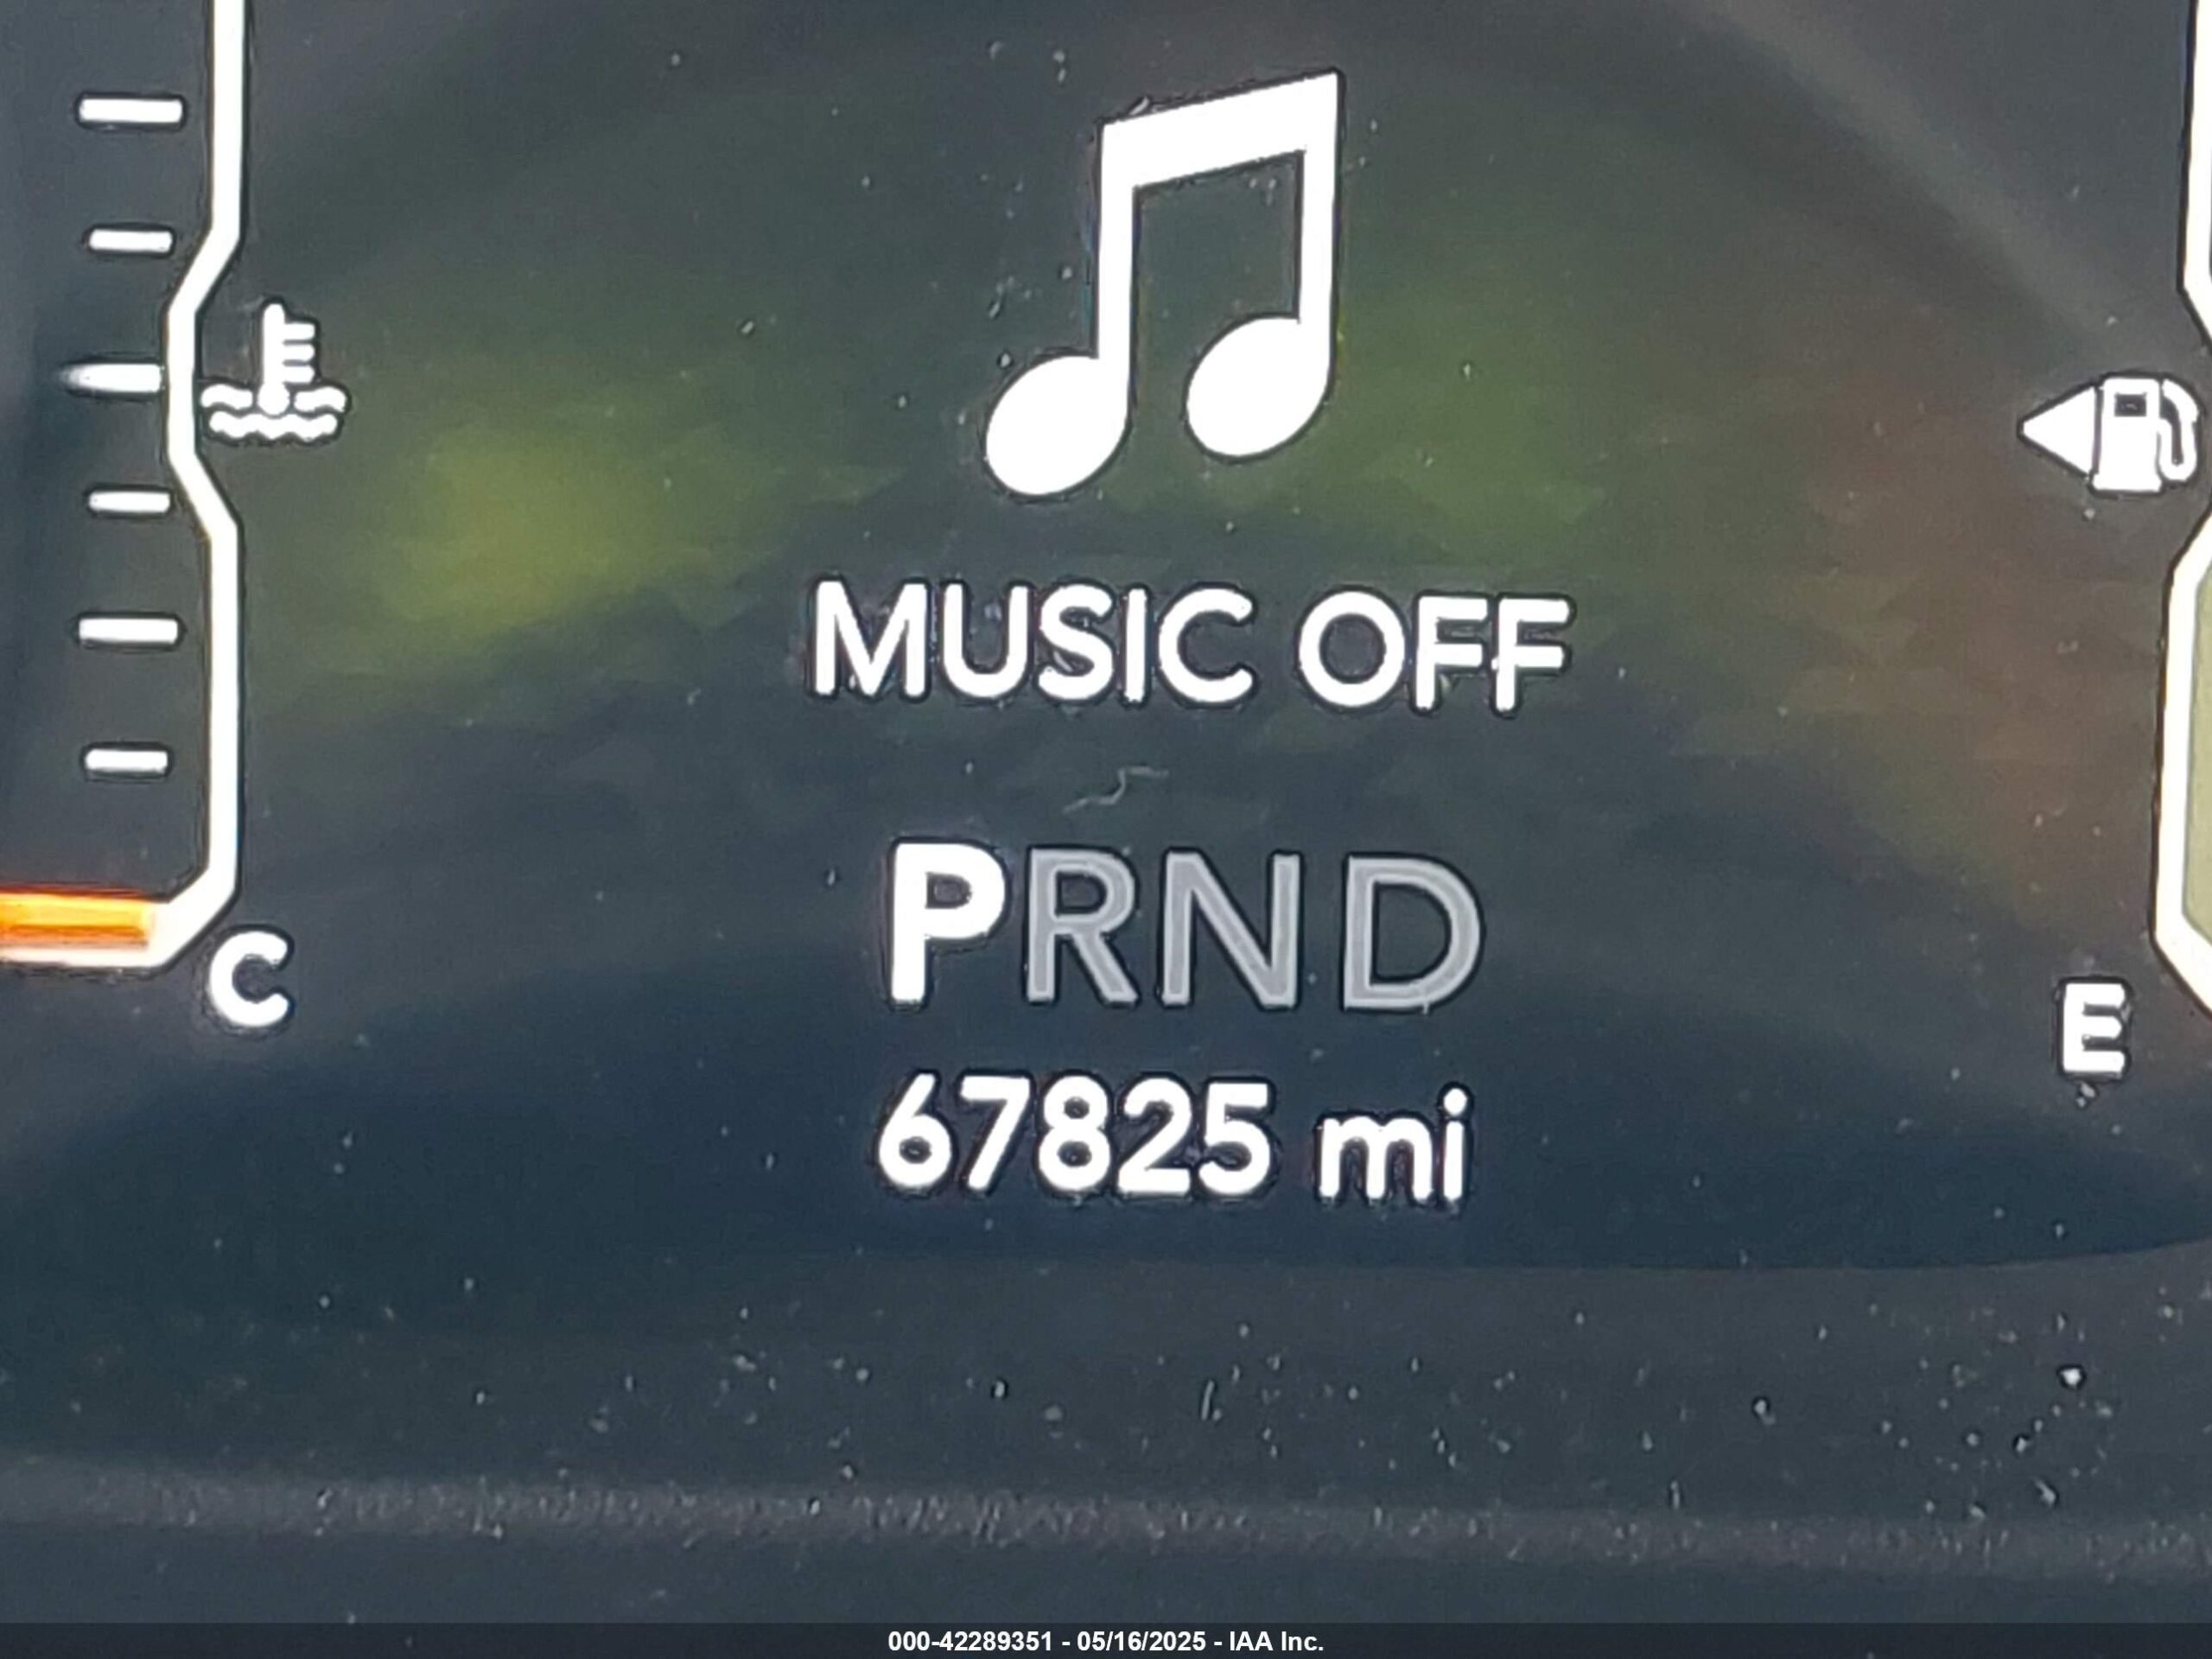 MUSIC OFF
PRND
C
E
67825 mi
000-42289351 - 05/16/2025 - IAA Inc.